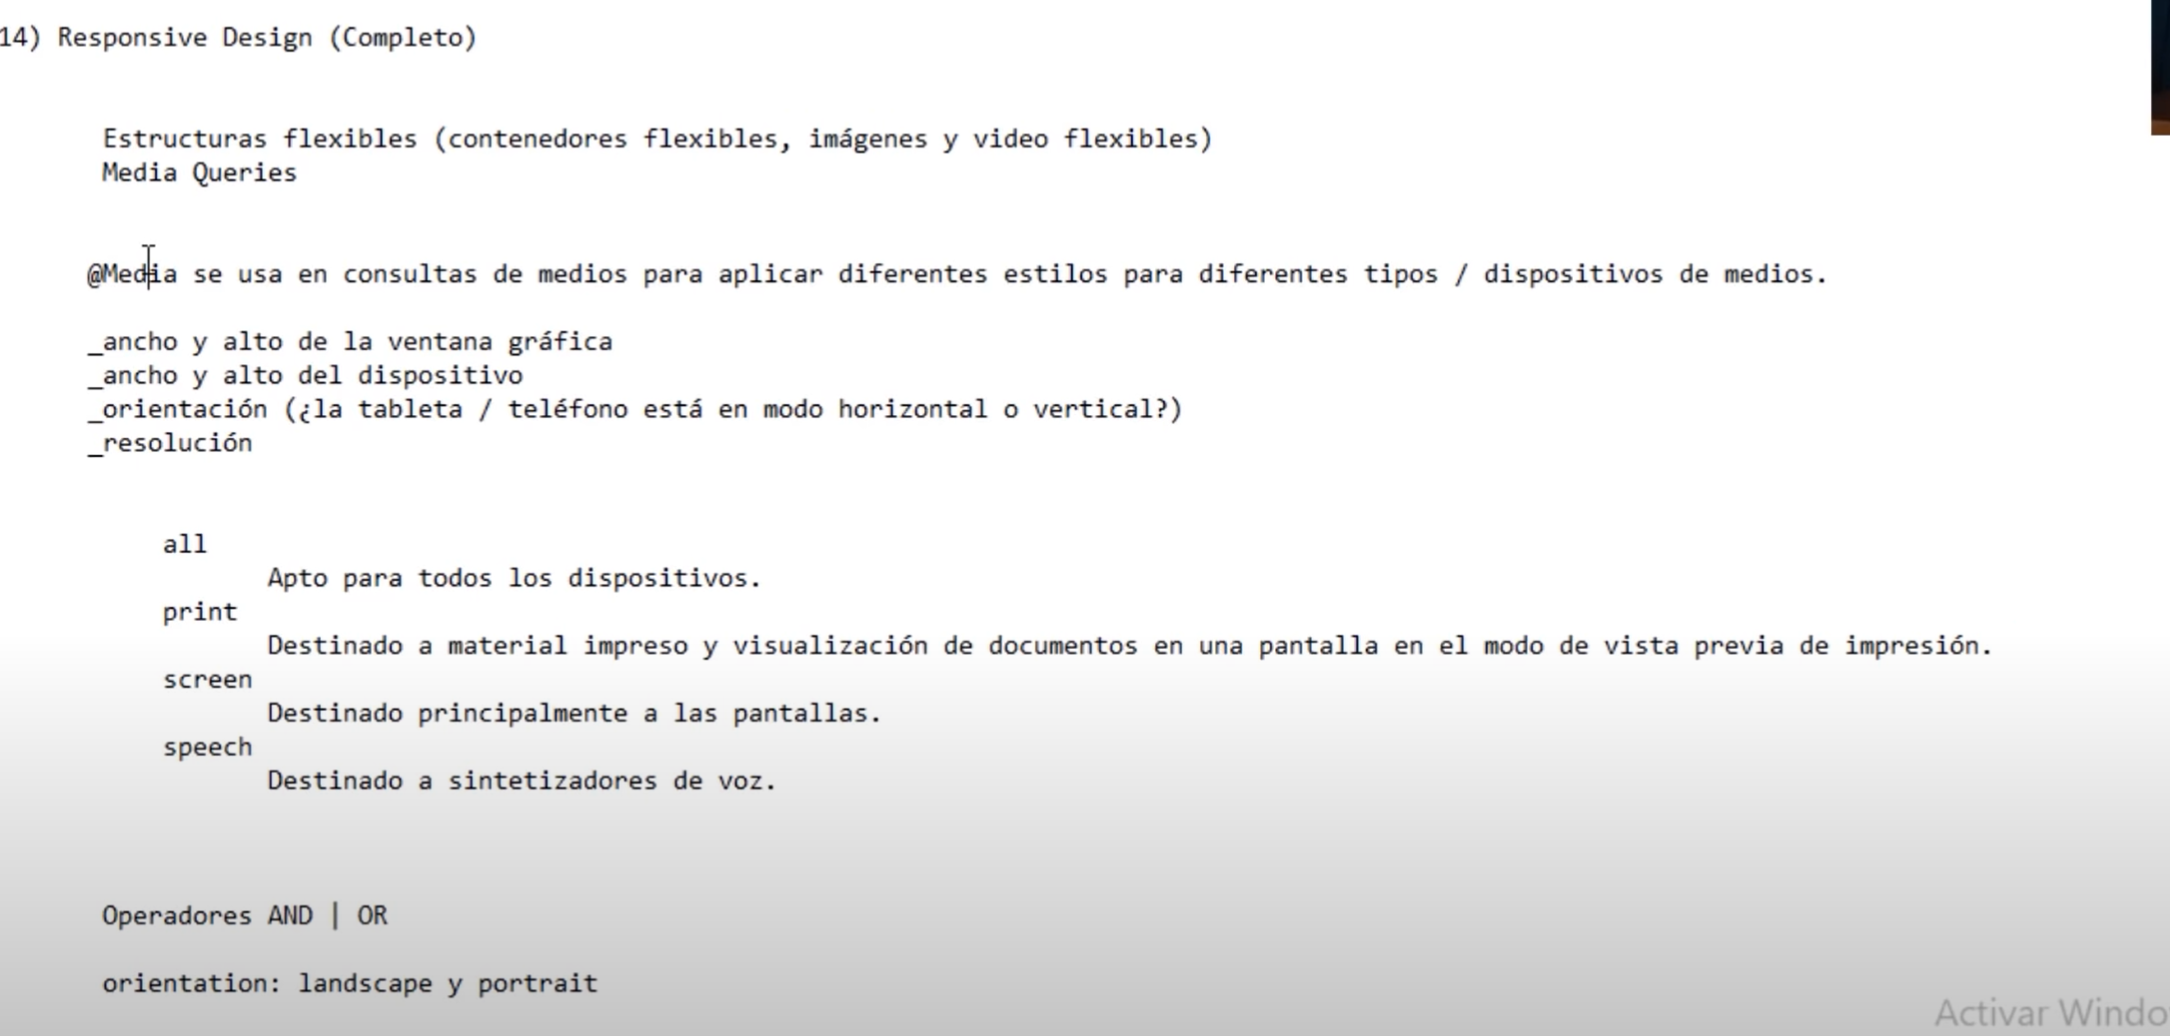 14) Responsive Design (Completo)
Estructuras flexibles (contenedores flexibles, imágenes y video flexibles)
Media Queries
@Media se usa en consultas de medios para aplicar diferentes estilos para diferentes tipos / dispositivos de medios.
_ancho y alto de la ventana gráfica
_ancho y alto del dispositivo
_orientación (¿la tableta / teléfono está en modo horizontal o vertical?)
_resolución
all
Apto para todos los dispositivos.
print
Destinado a material impreso y visualización de documentos en una pantalla en el modo de vista previa de impresión.
screen
Destinado principalmente a las pantallas.
speech
Destinado a sintetizadores de voz.
Operadores AND | OR
orientation: landscape y portrait
Activar Windo